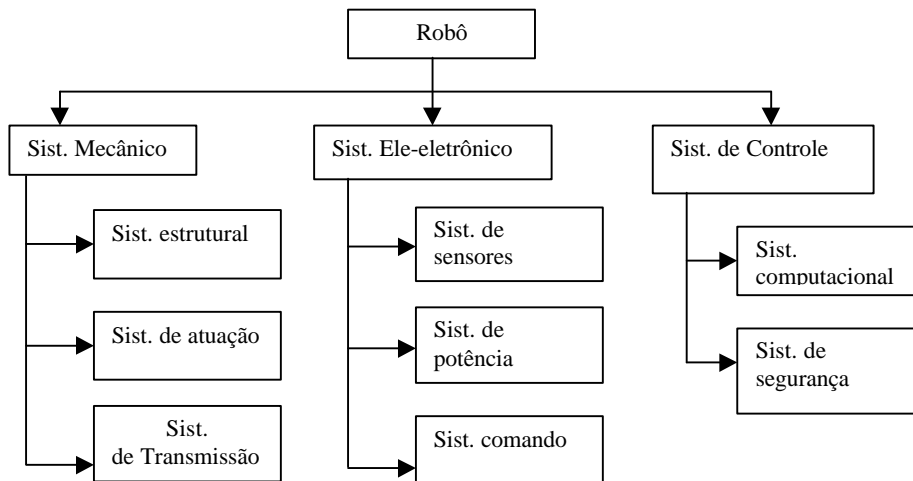 Robô
Sist. Mecânico
Sist. Ele-eletrônico
Sist. de Controle
Sist. estrutural
Sist. de atuação
Sist.
de Transmissão
Sist. de
sensores
Sist. de
potência
Sist. comando
Sist.
computacional
Sist. de
segurança